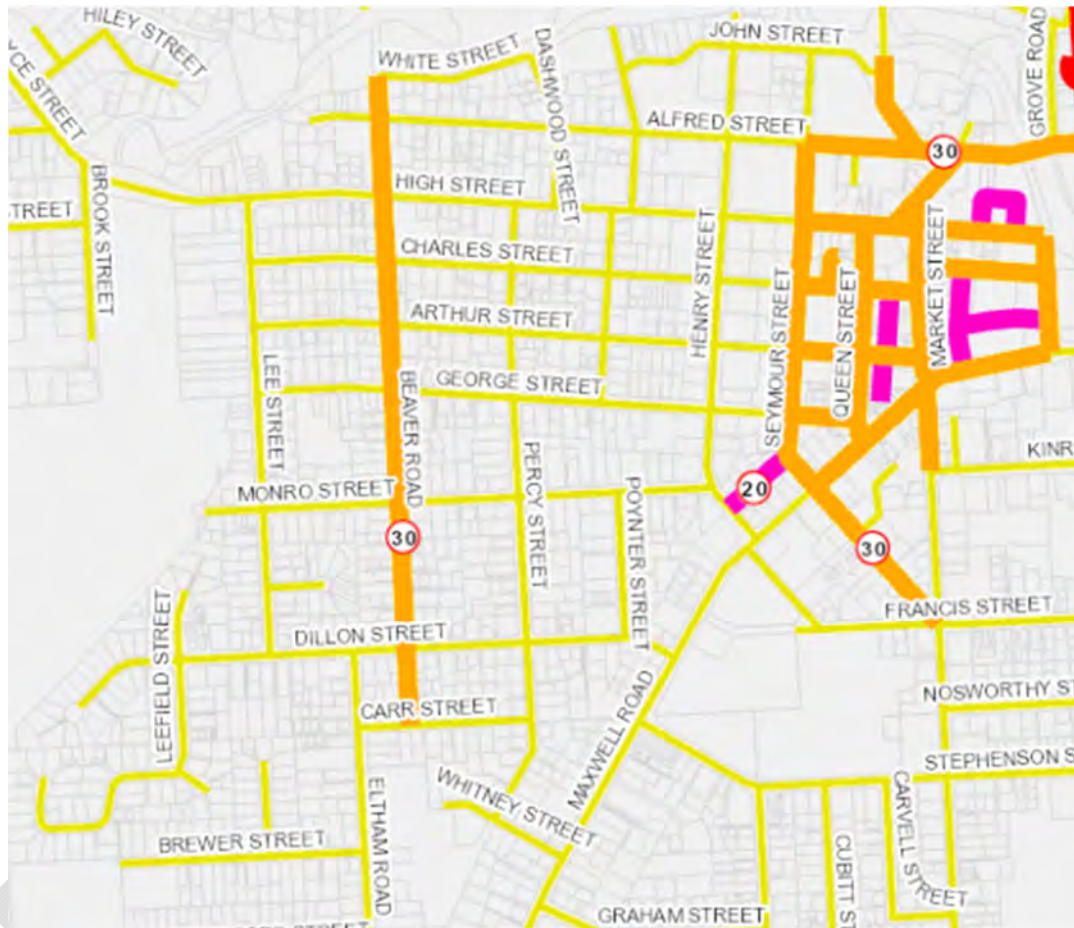 HILEY STREET
JOHN STREET
GROVE ROAD
WHITE STREET
DASHWOOD STREET
ALFRED STREET
30
BROOK STREET
HIGH STREET
STREET
HENRY STREET
MARKET STREET
CHARLES STREET
SEYMOUR STREET
QUEEN STREET
ARTHUR STREET
LEE STREET
BEAVER ROAD
GEORGE STREET
PERCY STREET
KINR
MONRO STREET
POYNTER STREET
20
30
30
LEEFIELD STREET
DILLON STREET
FRANCIS STREET
CARR STREET
MAXWELL ROAD
NOSWORTHY ST
STEPHENSON S
WHITNEY STREET
ELTHAM ROAD
CARVELL STREET
BREWER STREET
CUBITT ST
GRAHAM STREET